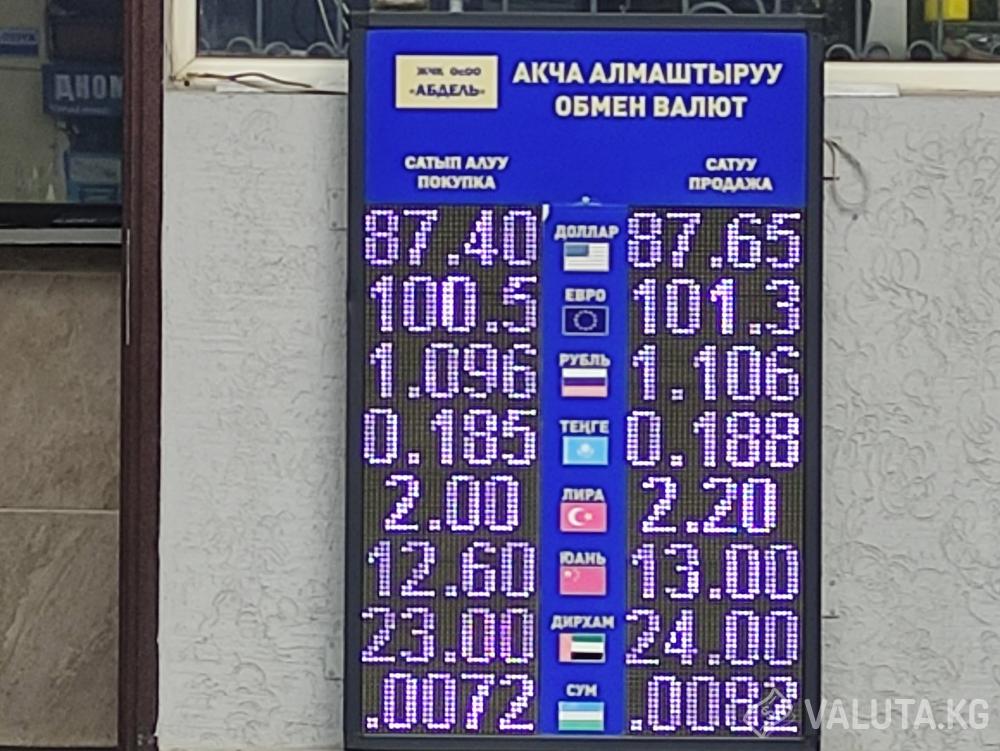 ЖЧК ОсОО
«АБДЕЛЬ»
АКЧА АЛМАШТЫРУУ
ОБМЕН ВАЛЮТ
САТЫП АЛУУ
ПОКУПКА
САТУУ
ПРОДАЖА
87.40 ДОЛЛАР 87.65
100.5 ЕВРО 101.3
1.096 РУБЛЬ 1.106
0.185 ТЕҢГЕ 0.188
2.00 ЛИРА 2.20
12.60 ЮАНЬ 13.00
23.00 ДИРХАМ 24.00
.0072 СУМ .0082
VALUTA.KG